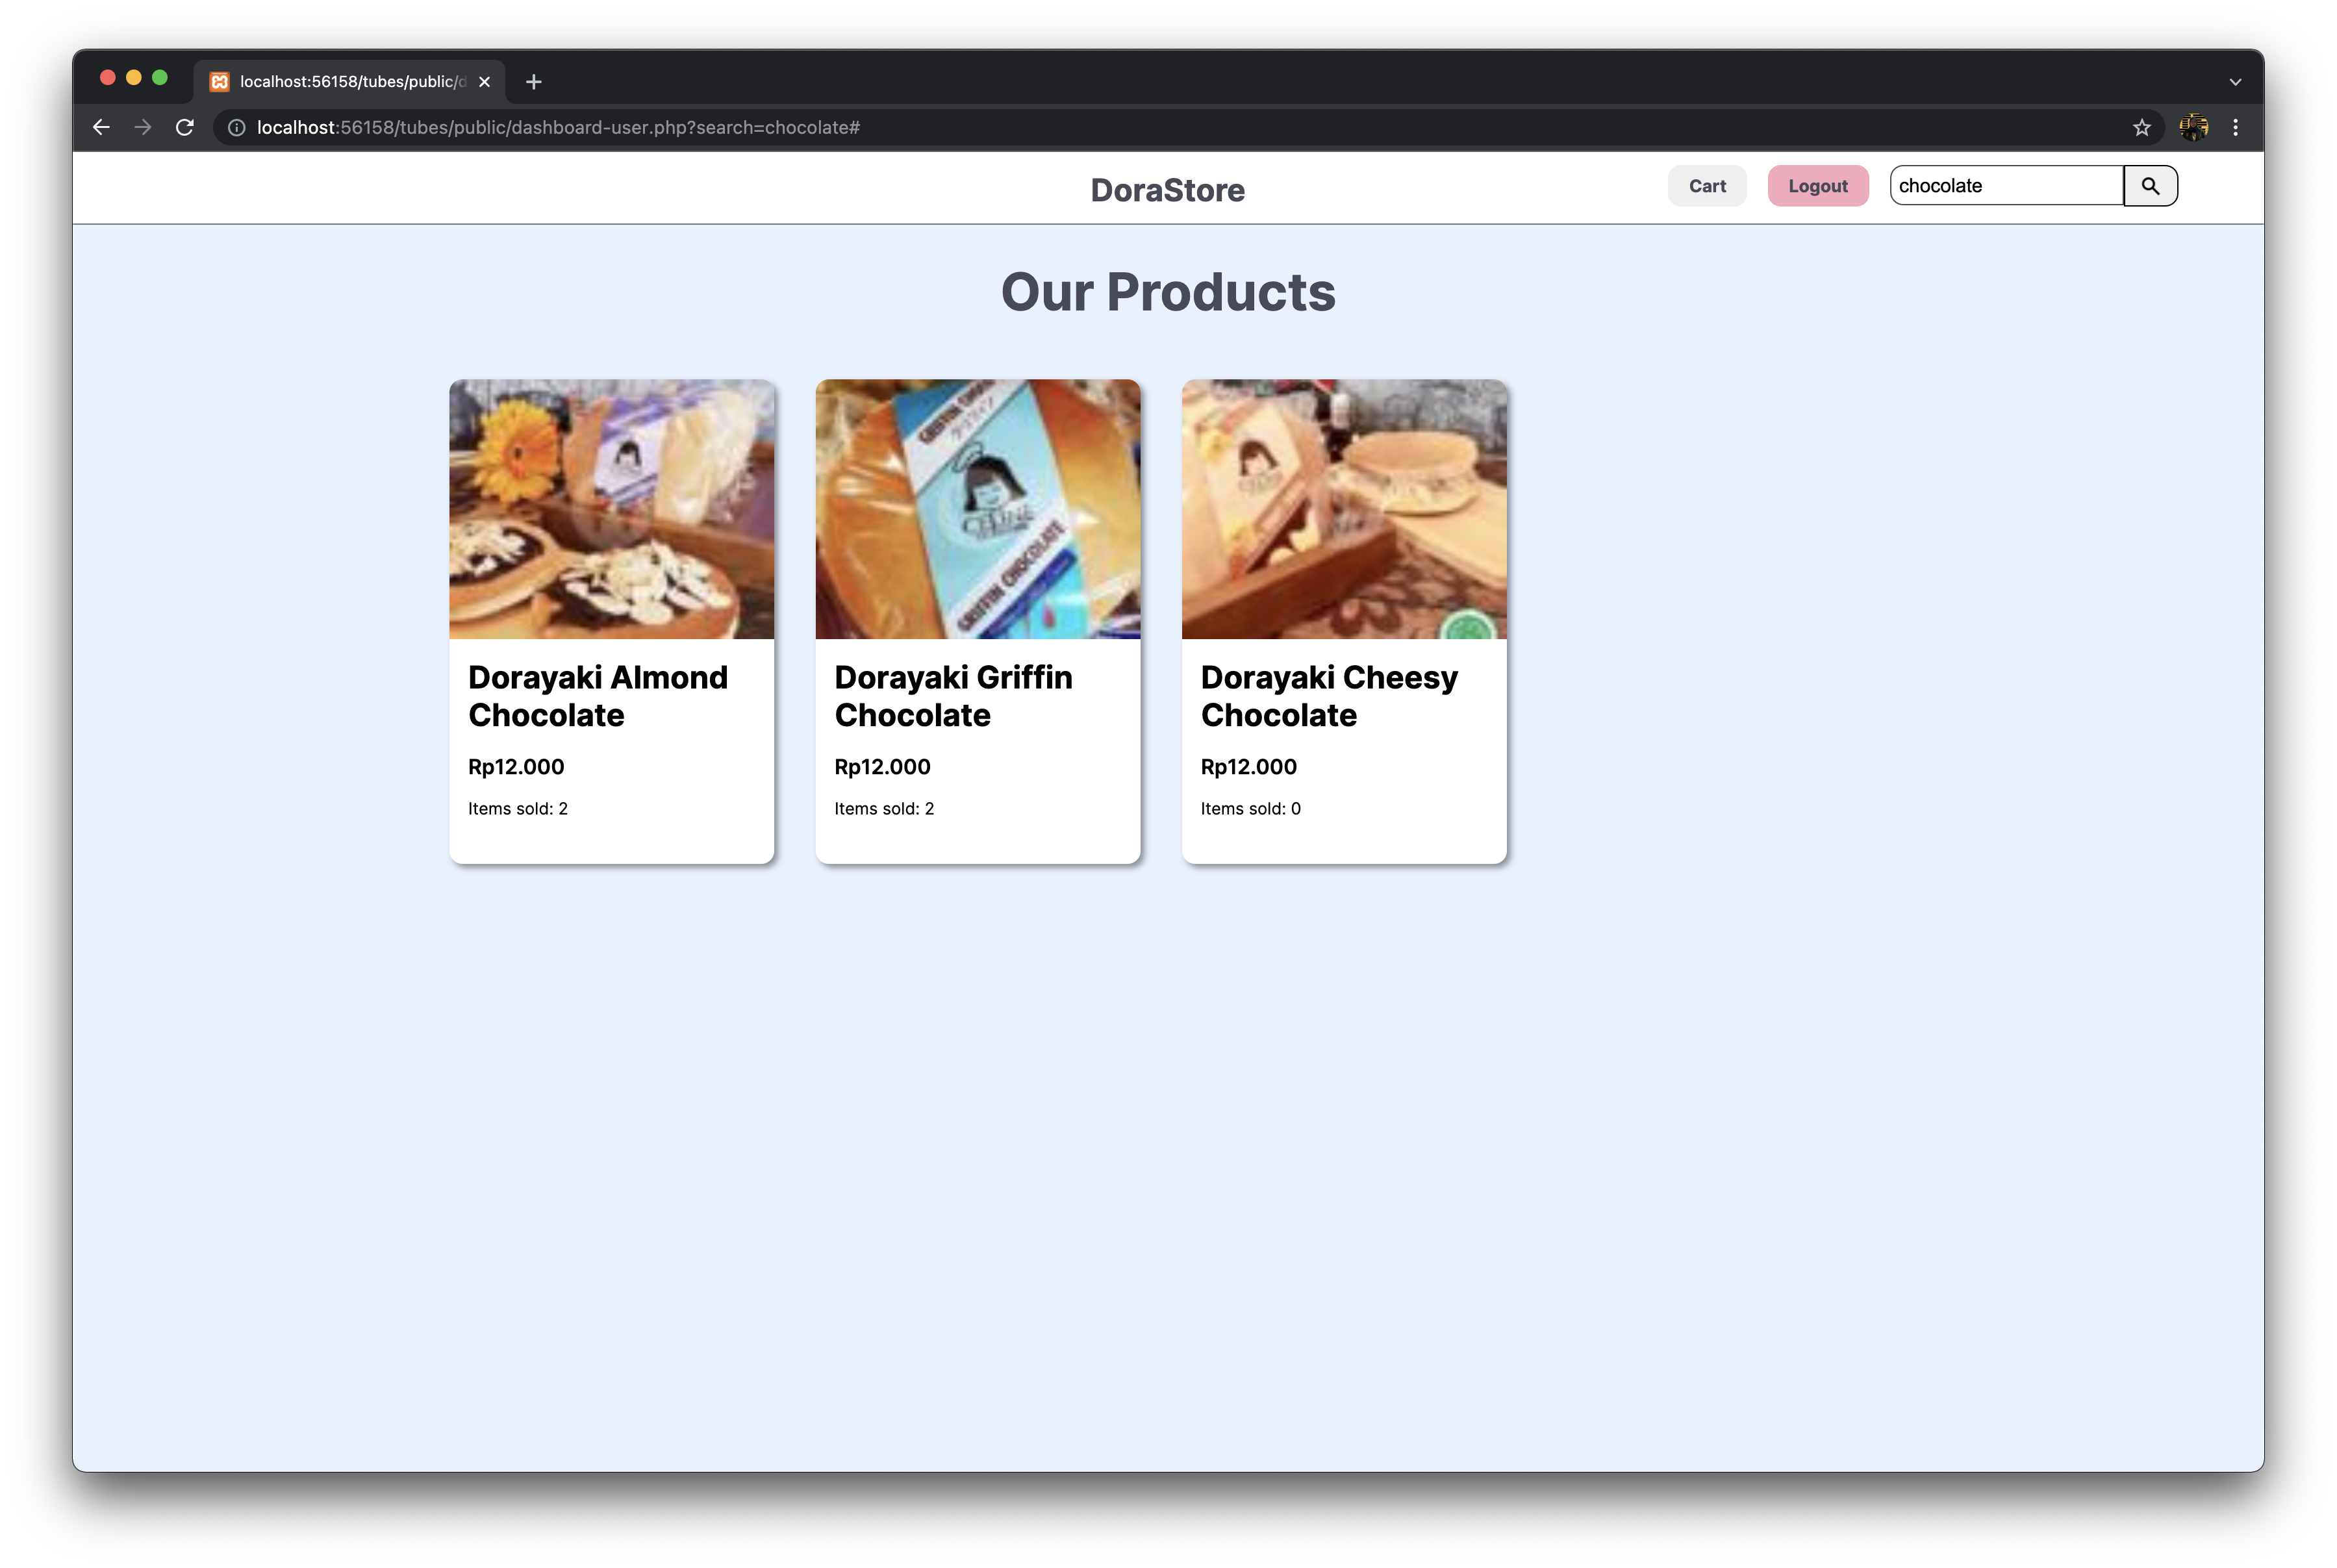 localhost:56158/tubes/public/d
localhost:56158/tubes/public/dashboard-user.php?search=chocolate#
DoraStore
Cart
Logout
chocolate
Our Products
GRIFFIN CHOCOLATE
Dorayaki Almond
Chocolate
Rp12.000
Items sold: 2
Dorayaki Griffin
Chocolate
Rp12.000
Items sold: 2
Dorayaki Cheesy
Chocolate
Rp12.000
Items sold: 0